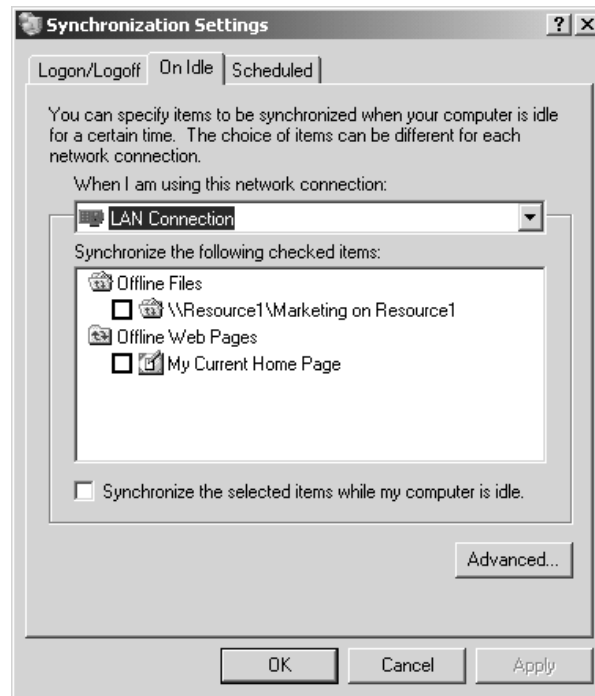 Synchronization Settings
Logon/Logoff On Idle Scheduled
You can specify items to be synchronized when your computer is idle
for a certain time. The choice of items can be different for each
network connection.
When I am using this network connection:
LAN Connection
Synchronize the following checked items:
Offline Files
\\Resource1\Marketing on Resource1
Offline Web Pages
My Current Home Page
Synchronize the selected items while my computer is idle.
Advanced...
OK Cancel Apply